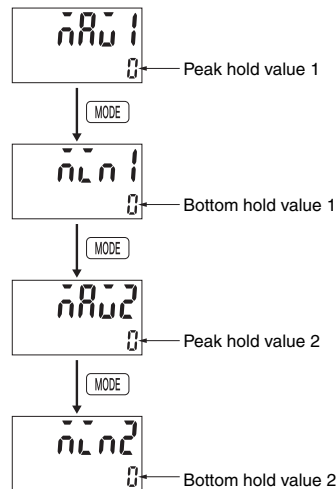 MAX1
0
Peak hold value 1
MODE
MIN1
0
Bottom hold value 1
MODE
MAX2
0
Peak hold value 2
MODE
MIN2
0
Bottom hold value 2